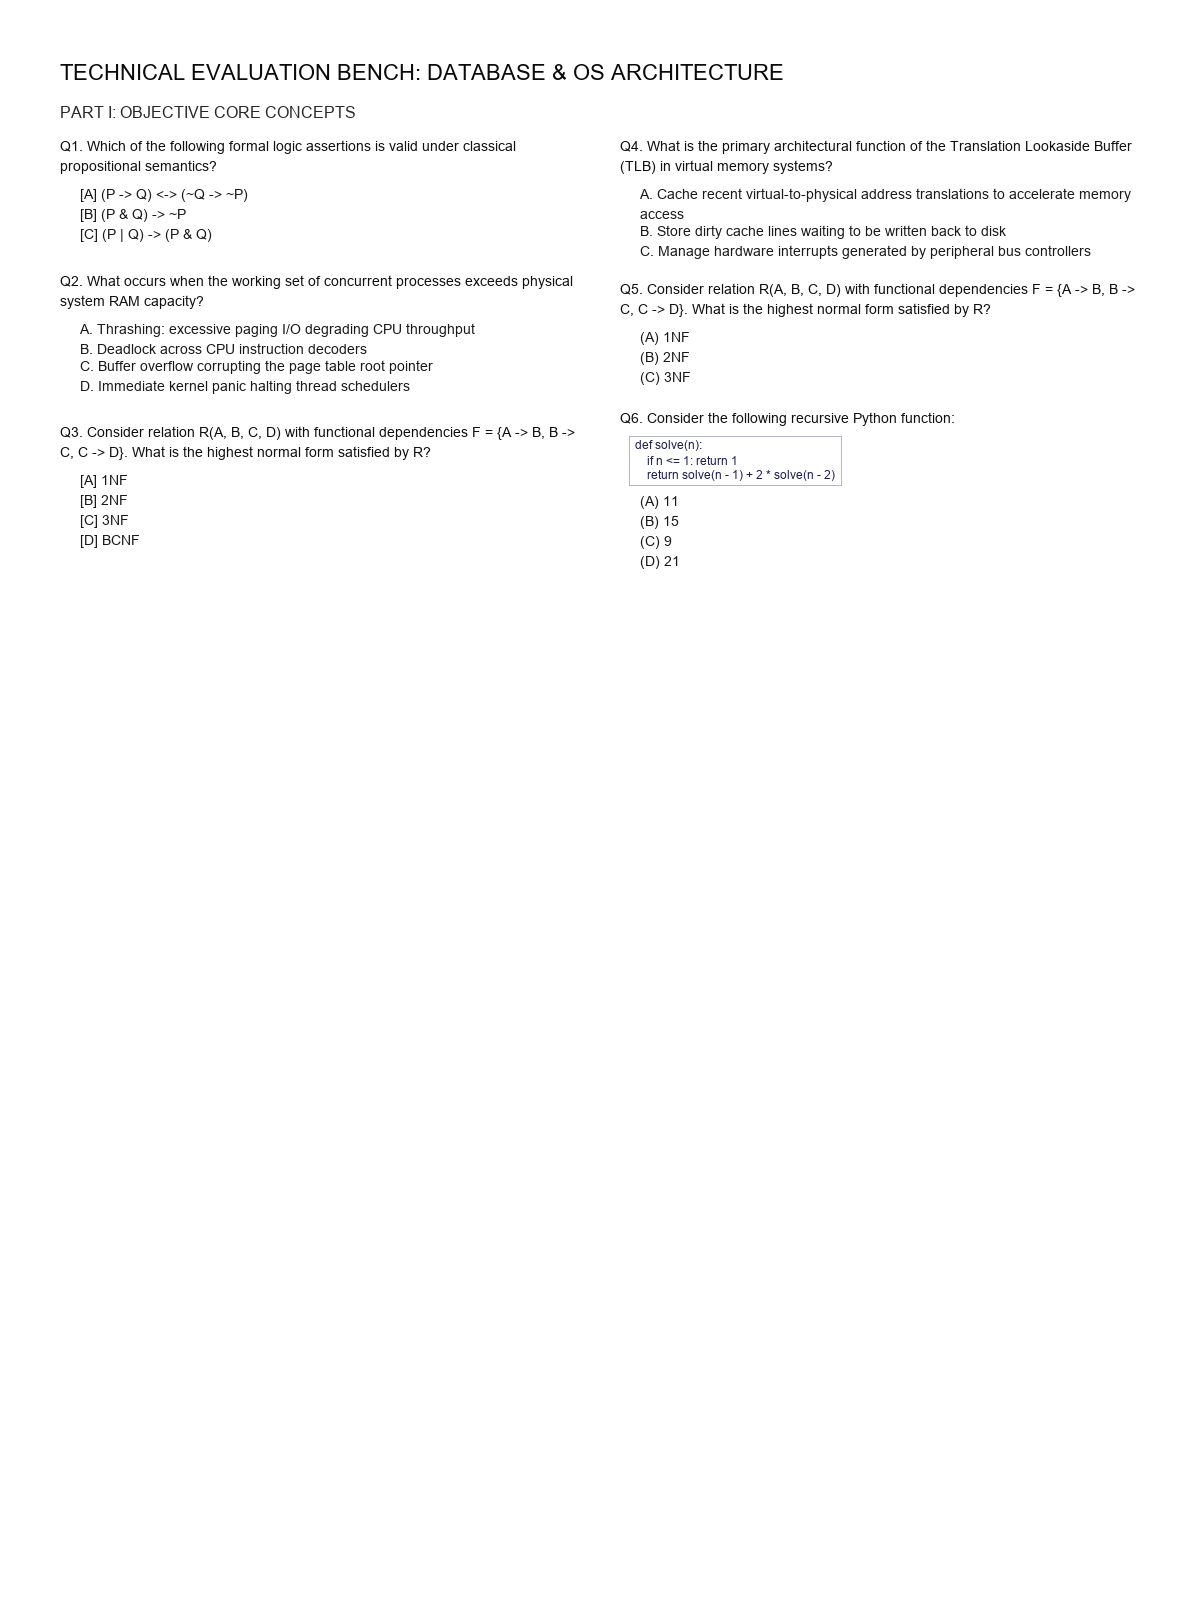 TECHNICAL EVALUATION BENCH: DATABASE & OS ARCHITECTURE
PART I: OBJECTIVE CORE CONCEPTS
Q1. Which of the following formal logic assertions is valid under classical
propositional semantics?
[A] (P -> Q) <-> (~Q -> ~P)
[B] (P & Q) -> ~P
[C] (P | Q) -> (P & Q)
Q2. What occurs when the working set of concurrent processes exceeds physical
system RAM capacity?
A. Thrashing: excessive paging I/O degrading CPU throughput
B. Deadlock across CPU instruction decoders
C. Buffer overflow corrupting the page table root pointer
D. Immediate kernel panic halting thread schedulers
Q3. Consider relation R(A, B, C, D) with functional dependencies F = {A -> B, B ->
C, C -> D}. What is the highest normal form satisfied by R?
[A] 1NF
[B] 2NF
[C] 3NF
[D] BCNF
Q4. What is the primary architectural function of the Translation Lookaside Buffer
(TLB) in virtual memory systems?
A. Cache recent virtual-to-physical address translations to accelerate memory
access
B. Store dirty cache lines waiting to be written back to disk
C. Manage hardware interrupts generated by peripheral bus controllers
Q5. Consider relation R(A, B, C, D) with functional dependencies F = {A -> B, B ->
C, C -> D}. What is the highest normal form satisfied by R?
(A) 1NF
(B) 2NF
(C) 3NF
Q6. Consider the following recursive Python function:
def solve(n):
if n <= 1: return 1
return solve(n - 1) + 2 * solve(n - 2)
(A) 11
(B) 15
(C) 9
(D) 21